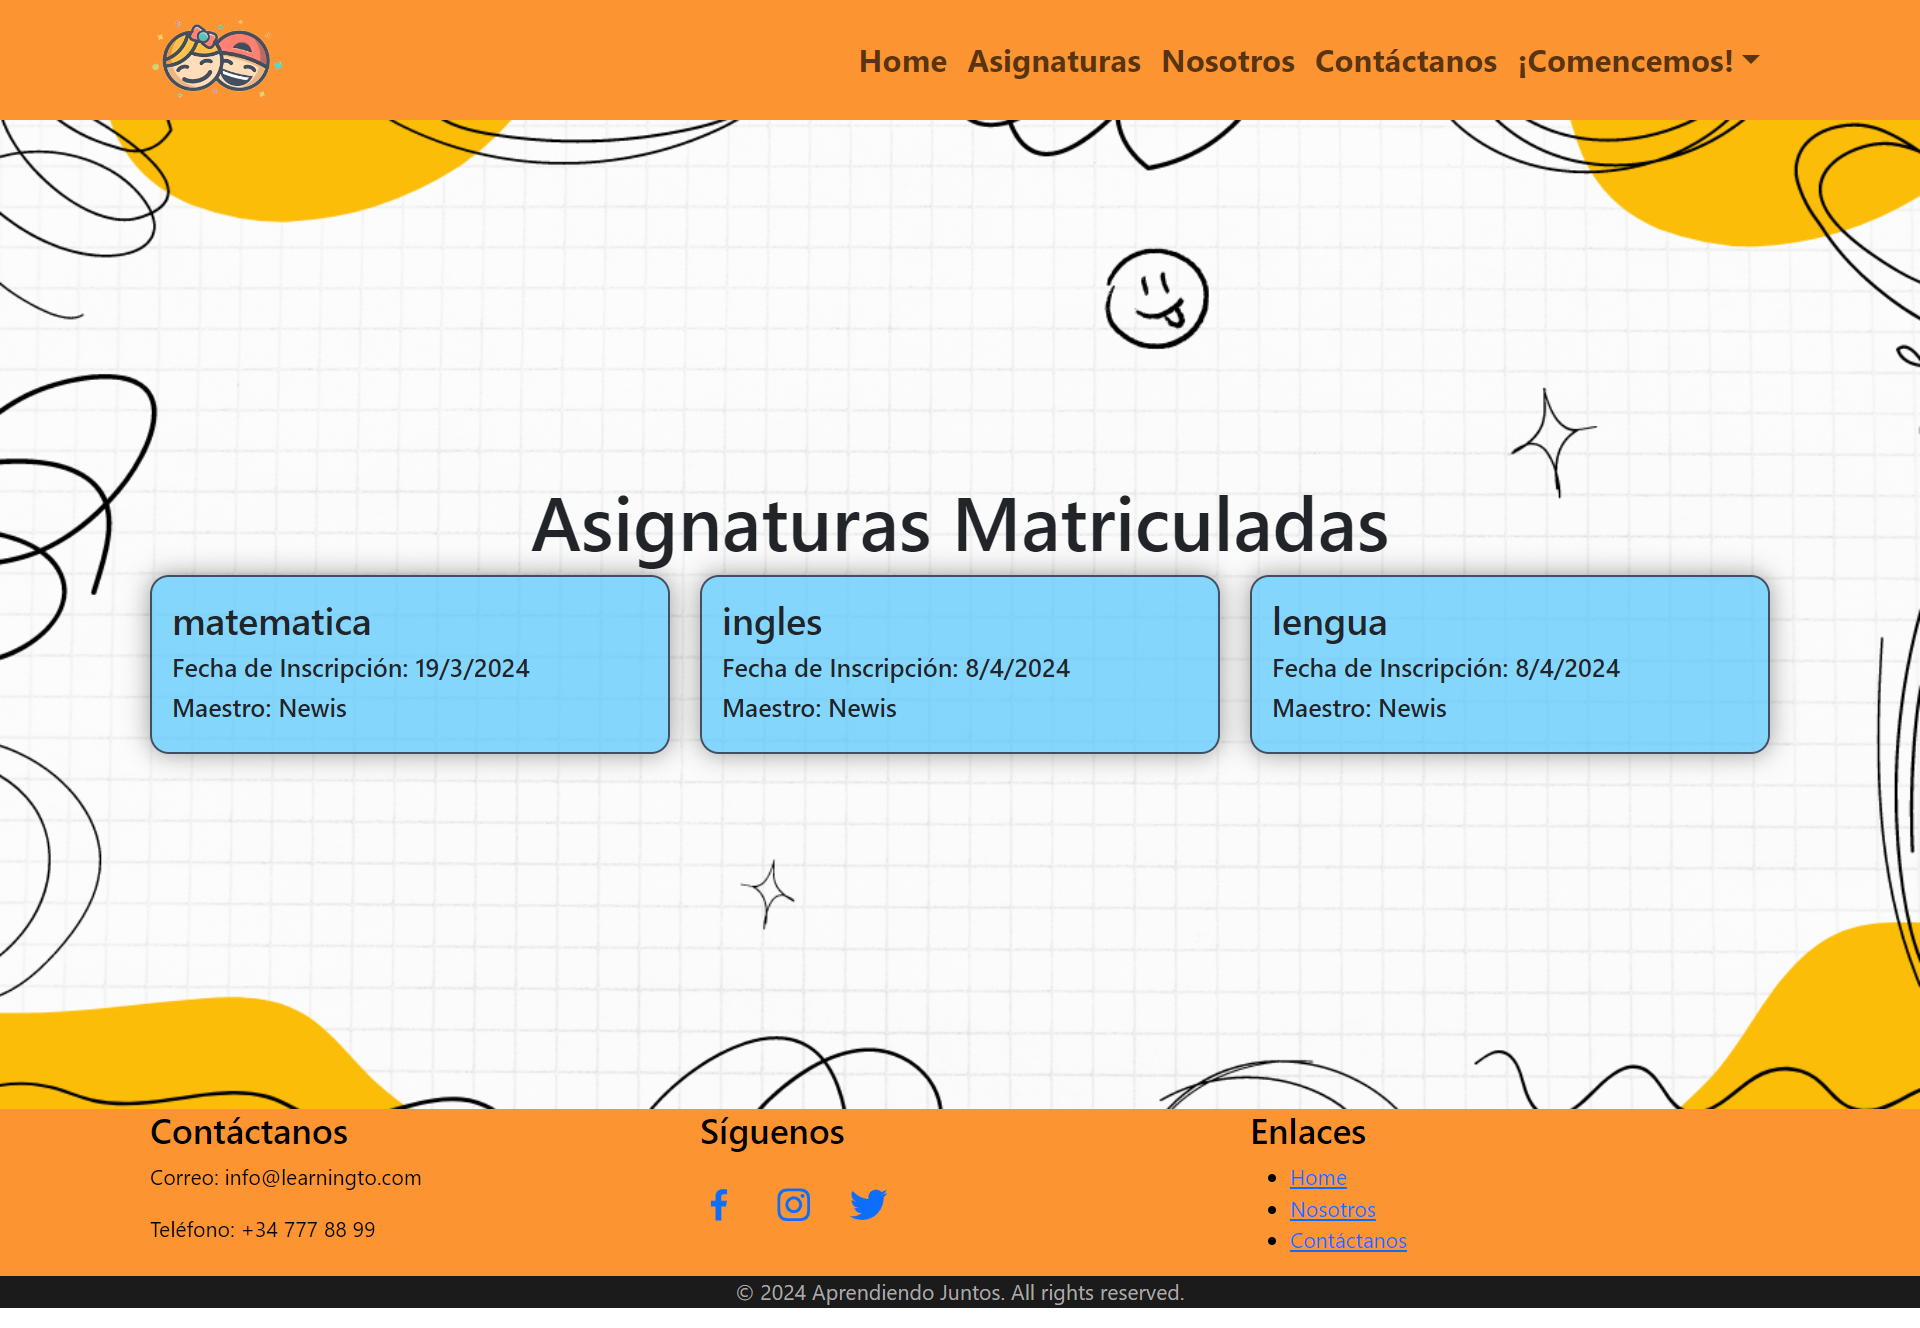 Home Asignaturas Nosotros Contáctanos ¡Comencemos!
Asignaturas Matriculadas
matematica
Fecha de Inscripción: 19/3/2024
Maestro: Newis
ingles
Fecha de Inscripción: 8/4/2024
Maestro: Newis
lengua
Fecha de Inscripción: 8/4/2024
Maestro: Newis
Contáctanos
Correo: info@learningto.com
Teléfono: +34 777 88 99
Síguenos
Enlaces
Home
Nosotros
Contáctanos
© 2024 Aprendiendo Juntos. All rights reserved.